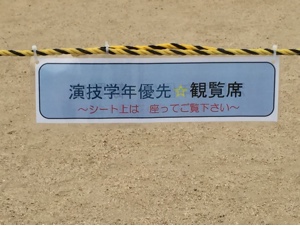 演技学年優先☆観覧席
～シート上は 座ってご覧下さい～